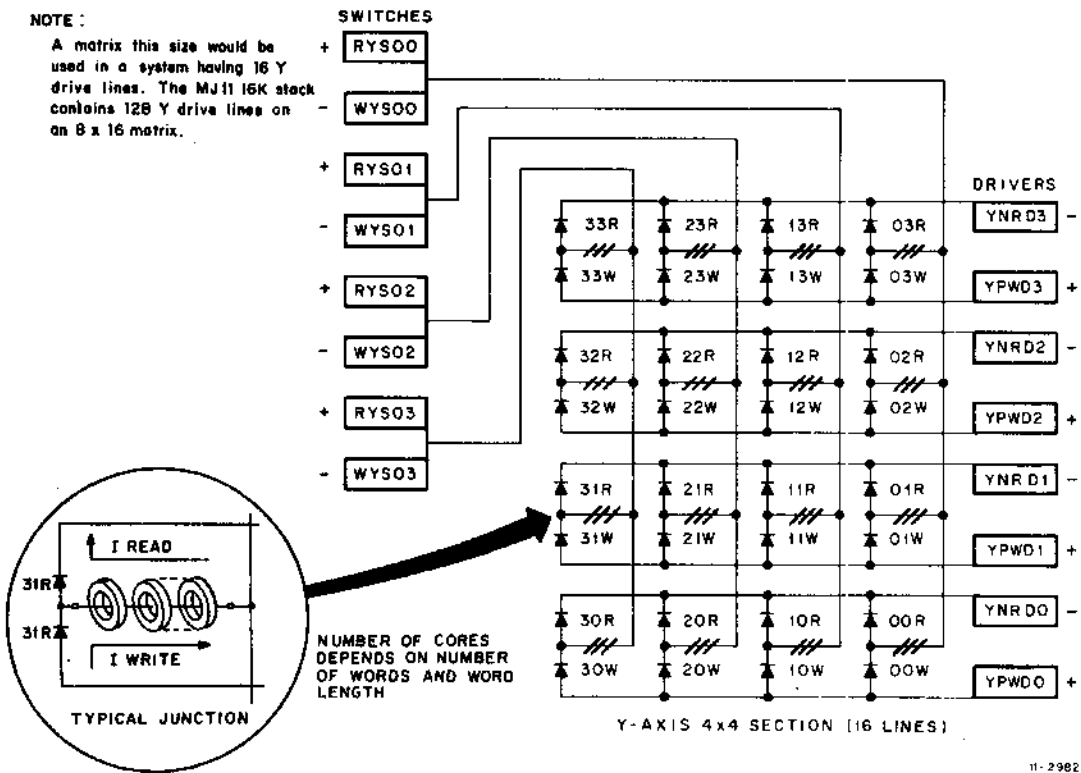 NOTE :
A matrix this size would be
used in a system having 16 Y
drive lines. The MJ11 16K stack
contains 128 Y drive lines on
an 8 x 16 matrix.
SWITCHES
+ RYS00
- WYS00
+ RYS01
- WYS01
+ RYS02
- WYS02
+ RYS03
- WYS03
DRIVERS
33R 23R 13R 03R YNRD3 -
33W 23W 13W 03W YPWD3 +
32R 22R 12R 02R YNRD2 -
32W 22W 12W 02W YPWD2 +
31R 21R 11R 01R YNRD1 -
31W 21W 11W 01W YPWD1 +
30R 20R 10R 00R YNRD0 -
30W 20W 10W 00W YPWD0 +
Y-AXIS 4x4 SECTION (16 LINES)
I READ
31R
31R
I WRITE
TYPICAL JUNCTION
NUMBER OF CORES
DEPENDS ON NUMBER
OF WORDS AND WORD
LENGTH
11-2982